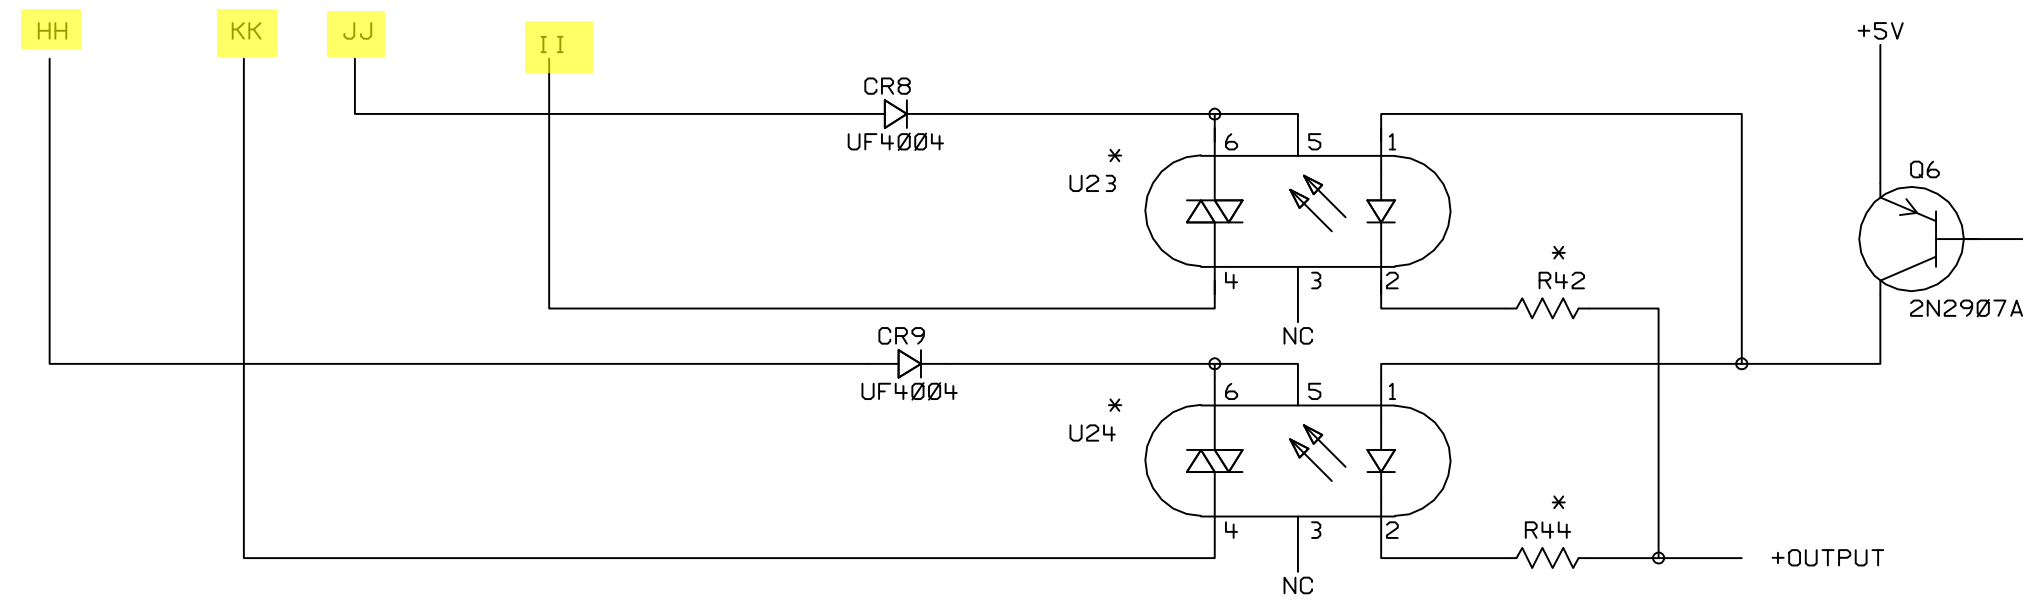 HH KK JJ II
+5V
CR8
UF4004
6 5 1
*
U23
Q6
*
R42
4 3 2
2N2907A
NC
CR9
UF4004
6 5 1
*
U24
*
R44
4 3 2
+OUTPUT
NC